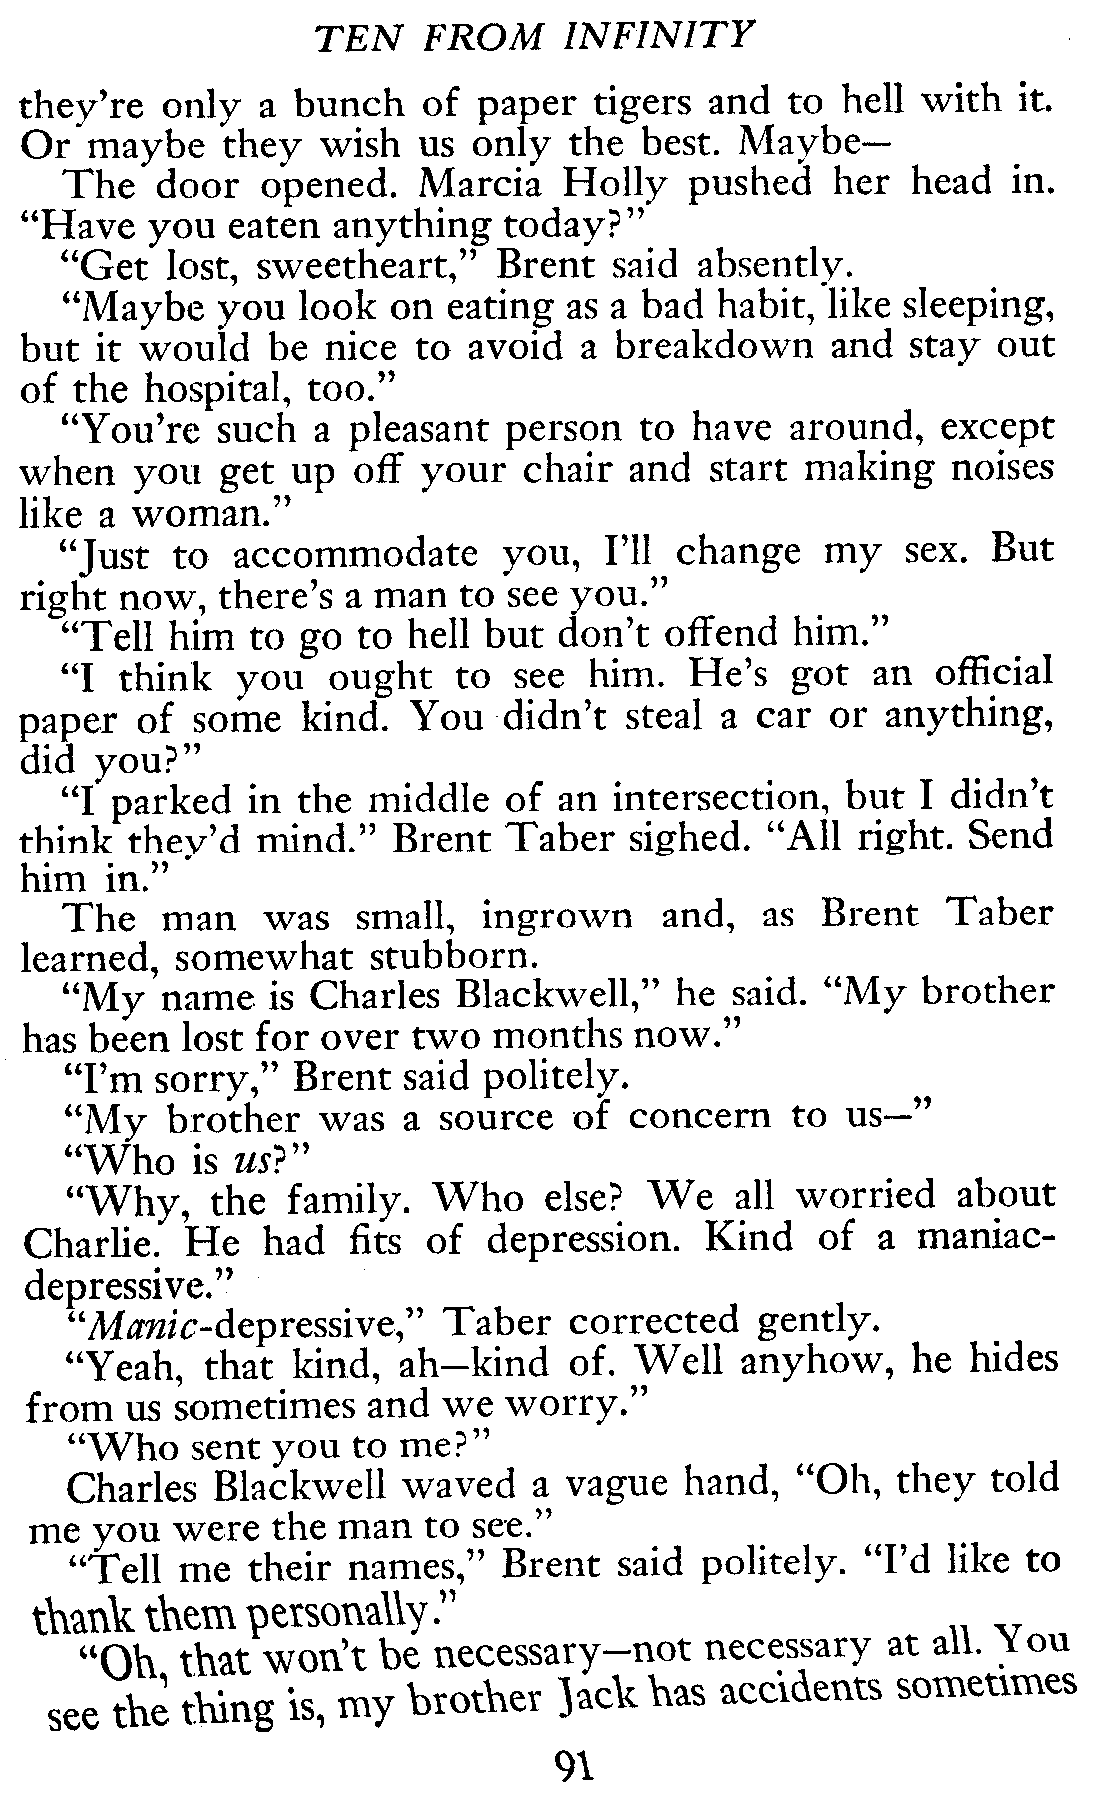 TEN FROM INFINITY
they're only a bunch of paper tigers and to hell with it.
Or maybe they wish us only the best. Maybe—
The door opened. Marcia Holly pushed her head in.
“Have you eaten anything today?”
“Get lost, sweetheart,” Brent said absently.
“Maybe you look on eating as a bad habit, like sleeping,
but it would be nice to avoid a breakdown and stay out
of the hospital, too.”
“You're such a pleasant person to have around, except
when you get up off your chair and start making noises
like a woman.”
“Just to accommodate you, I'll change my sex. But
right now, there's a man to see you.”
“Tell him to go to hell but don't offend him.”
“I think you ought to see him. He's got an official
paper of some kind. You didn't steal a car or anything,
did you?”
“I parked in the middle of an intersection, but I didn't
think they'd mind.” Brent Taber sighed. “All right. Send
him in.”
The man was small, ingrown and, as Brent Taber
learned, somewhat stubborn.
“My name is Charles Blackwell,” he said. “My brother
has been lost for over two months now.”
“I'm sorry,” Brent said politely.
“My brother was a source of concern to us—”
“Who is us?”
“Why, the family. Who else? We all worried about
Charlie. He had fits of depression. Kind of a maniac-
depressive.”
“Manic-depressive,” Taber corrected gently.
“Yeah, that kind, ah—kind of. Well anyhow, he hides
from us sometimes and we worry.”
“Who sent you to me?”
Charles Blackwell waved a vague hand, “Oh, they told
me you were the man to see.”
“Tell me their names,” Brent said politely. “I'd like to
thank them personally.”
“Oh, that won't be necessary—not necessary at all. You
see the thing is, my brother Jack has accidents sometimes
91